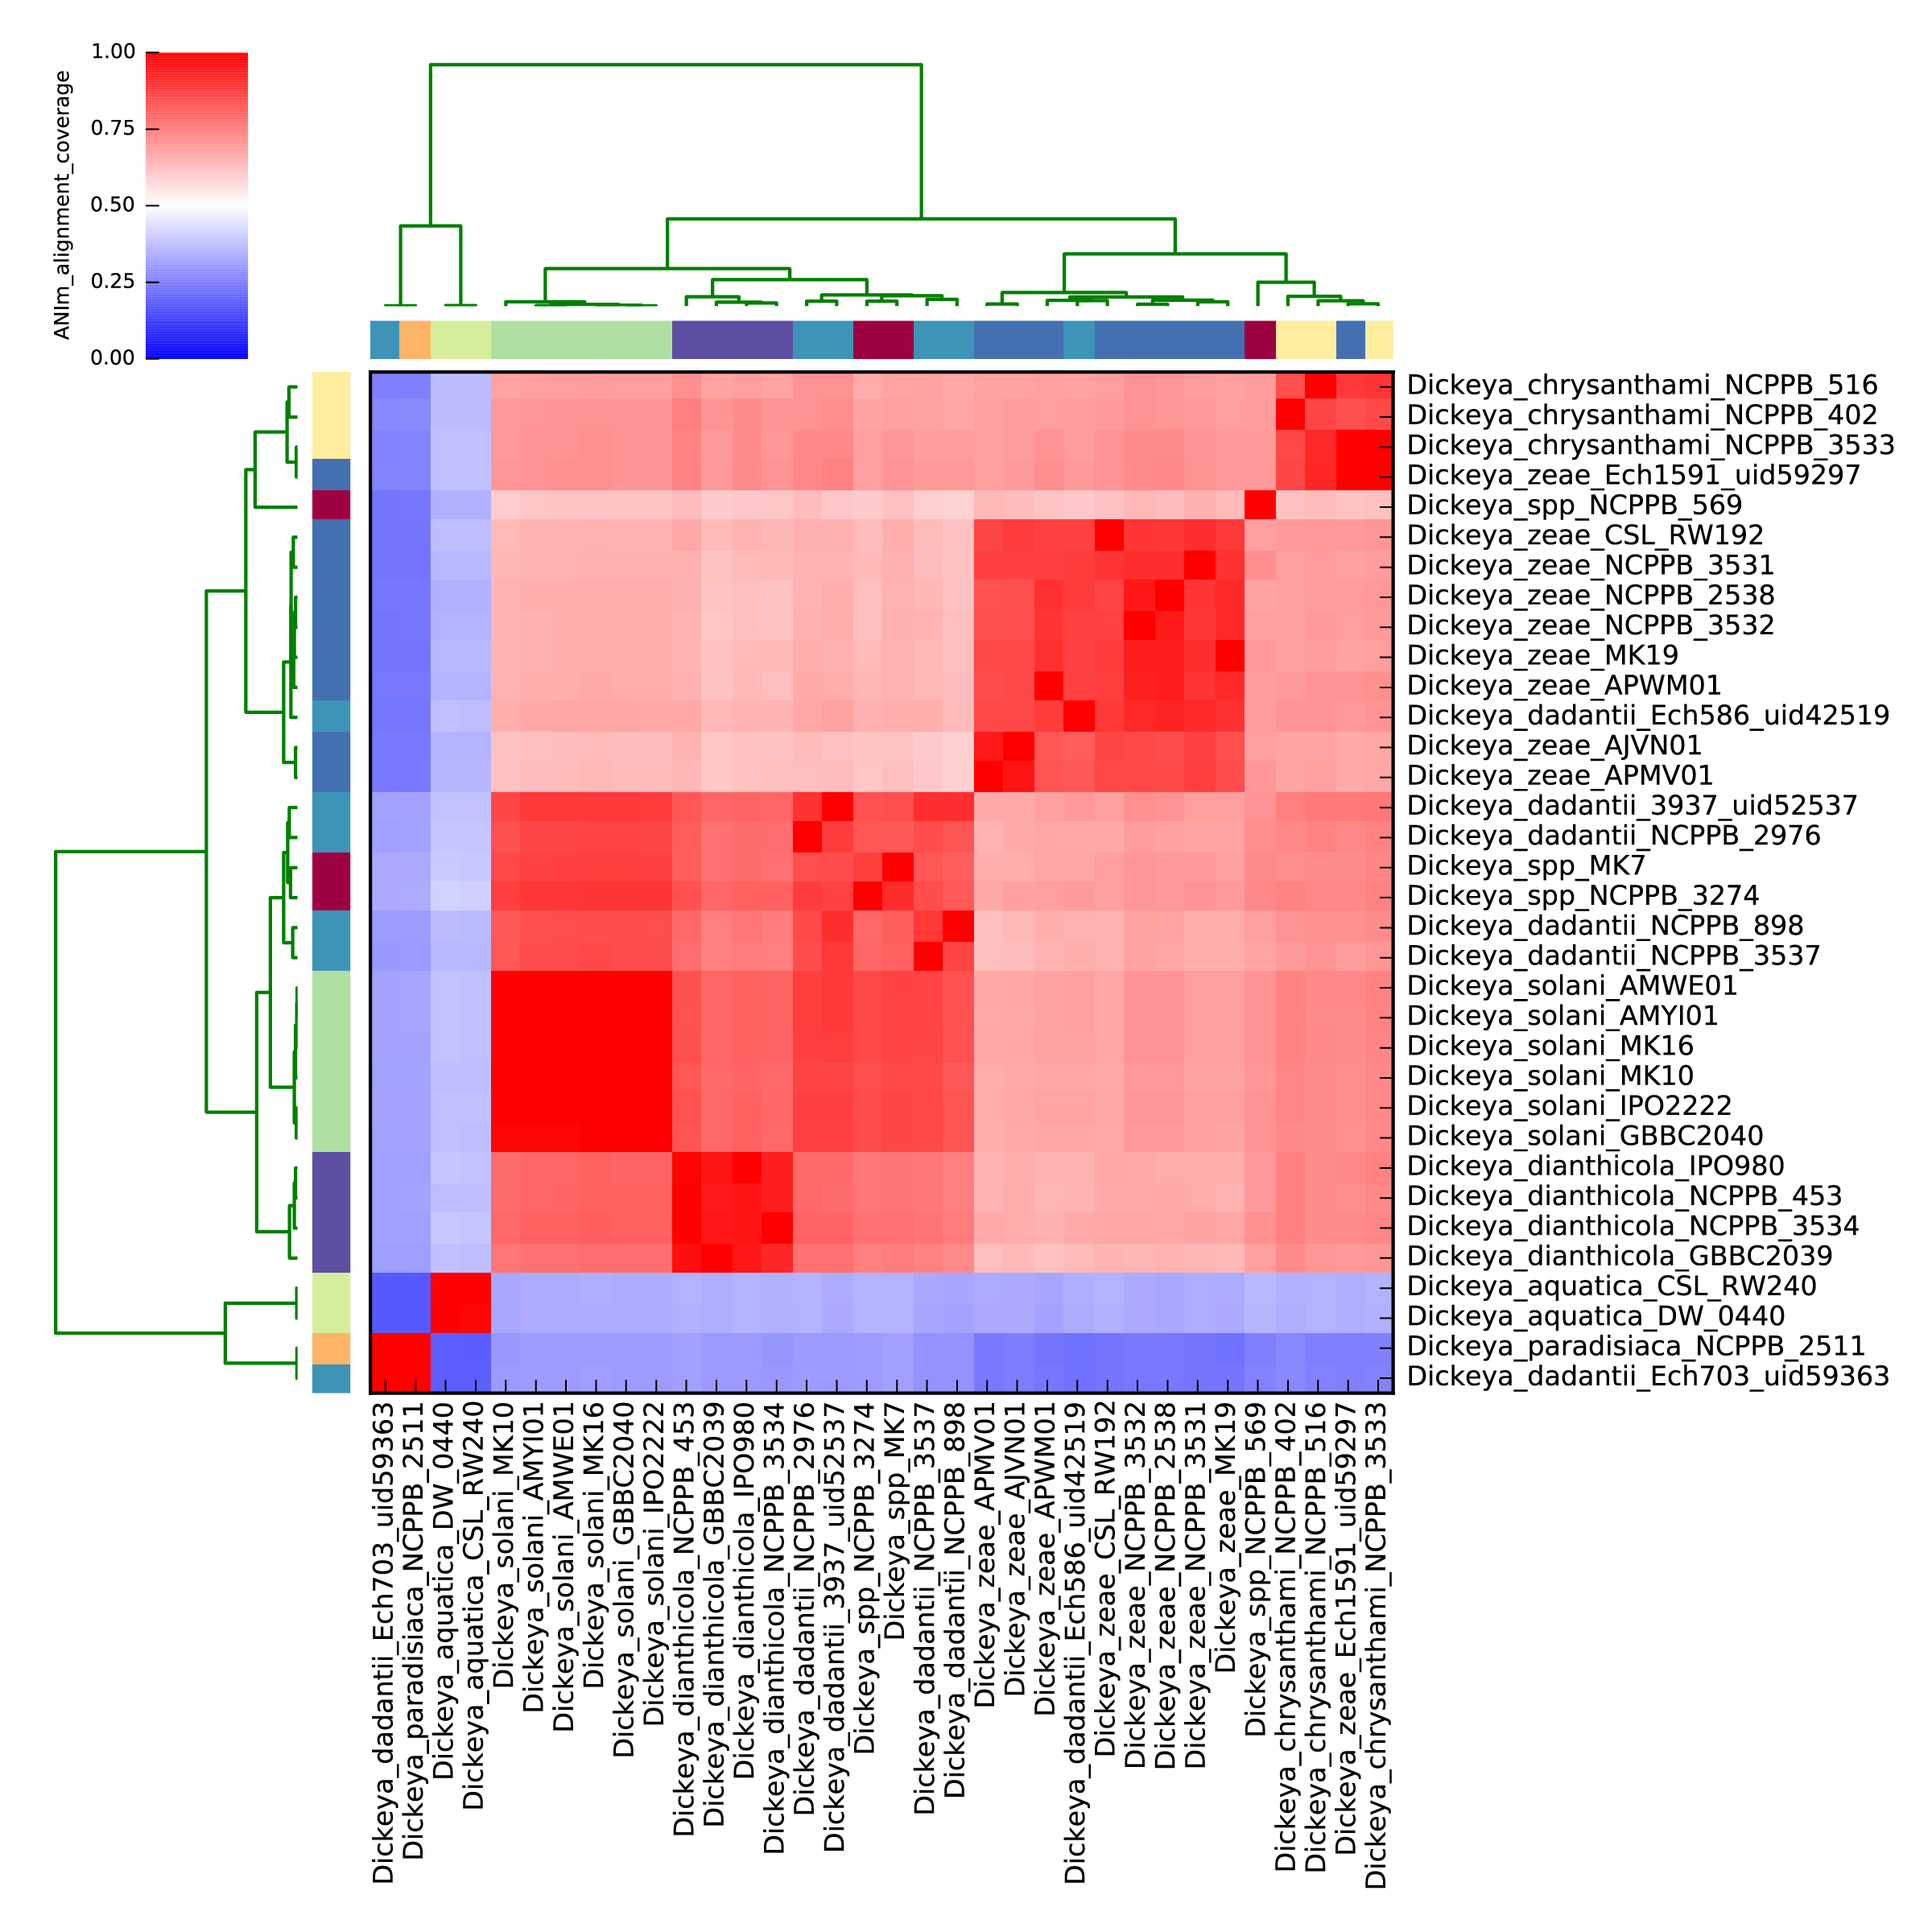 ANIm_alignment_coverage
1.00
0.75
0.50
0.25
0.00
Dickeya_chrysanthami_NCPPB_516
Dickeya_chrysanthami_NCPPB_402
Dickeya_chrysanthami_NCPPB_3533
Dickeya_zeae_Ech1591_uid59297
Dickeya_spp_NCPPB_569
Dickeya_zeae_CSL_RW192
Dickeya_zeae_NCPPB_3531
Dickeya_zeae_NCPPB_2538
Dickeya_zeae_NCPPB_3532
Dickeya_zeae_MK19
Dickeya_zeae_APWM01
Dickeya_dadantii_Ech586_uid42519
Dickeya_zeae_AJVN01
Dickeya_zeae_APMV01
Dickeya_dadantii_3937_uid52537
Dickeya_dadantii_NCPPB_2976
Dickeya_spp_MK7
Dickeya_spp_NCPPB_3274
Dickeya_dadantii_NCPPB_898
Dickeya_dadantii_NCPPB_3537
Dickeya_solani_AMWE01
Dickeya_solani_AMYI01
Dickeya_solani_MK16
Dickeya_solani_MK10
Dickeya_solani_IPO2222
Dickeya_solani_GBBC2040
Dickeya_dianthicola_IPO980
Dickeya_dianthicola_NCPPB_453
Dickeya_dianthicola_NCPPB_3534
Dickeya_dianthicola_GBBC2039
Dickeya_aquatica_CSL_RW240
Dickeya_aquatica_DW_0440
Dickeya_paradisiaca_NCPPB_2511
Dickeya_dadantii_Ech703_uid59363
Dickeya_dadantii_Ech703_uid59363
Dickeya_paradisiaca_NCPPB_2511
Dickeya_aquatica_DW_0440
Dickeya_aquatica_CSL_RW240
Dickeya_solani_MK10
Dickeya_solani_AMYI01
Dickeya_solani_AMWE01
Dickeya_solani_MK16
Dickeya_solani_GBBC2040
Dickeya_solani_IPO2222
Dickeya_dianthicola_NCPPB_453
Dickeya_dianthicola_GBBC2039
Dickeya_dianthicola_IPO980
Dickeya_dianthicola_NCPPB_3534
Dickeya_dadantii_NCPPB_2976
Dickeya_dadantii_3937_uid52537
Dickeya_spp_NCPPB_3274
Dickeya_spp_MK7
Dickeya_dadantii_NCPPB_3537
Dickeya_dadantii_NCPPB_898
Dickeya_zeae_APMV01
Dickeya_zeae_AJVN01
Dickeya_zeae_APWM01
Dickeya_dadantii_Ech586_uid42519
Dickeya_zeae_CSL_RW192
Dickeya_zeae_NCPPB_3532
Dickeya_zeae_NCPPB_2538
Dickeya_zeae_NCPPB_3531
Dickeya_zeae_MK19
Dickeya_spp_NCPPB_569
Dickeya_chrysanthami_NCPPB_402
Dickeya_chrysanthami_NCPPB_516
Dickeya_zeae_Ech1591_uid59297
Dickeya_chrysanthami_NCPPB_3533